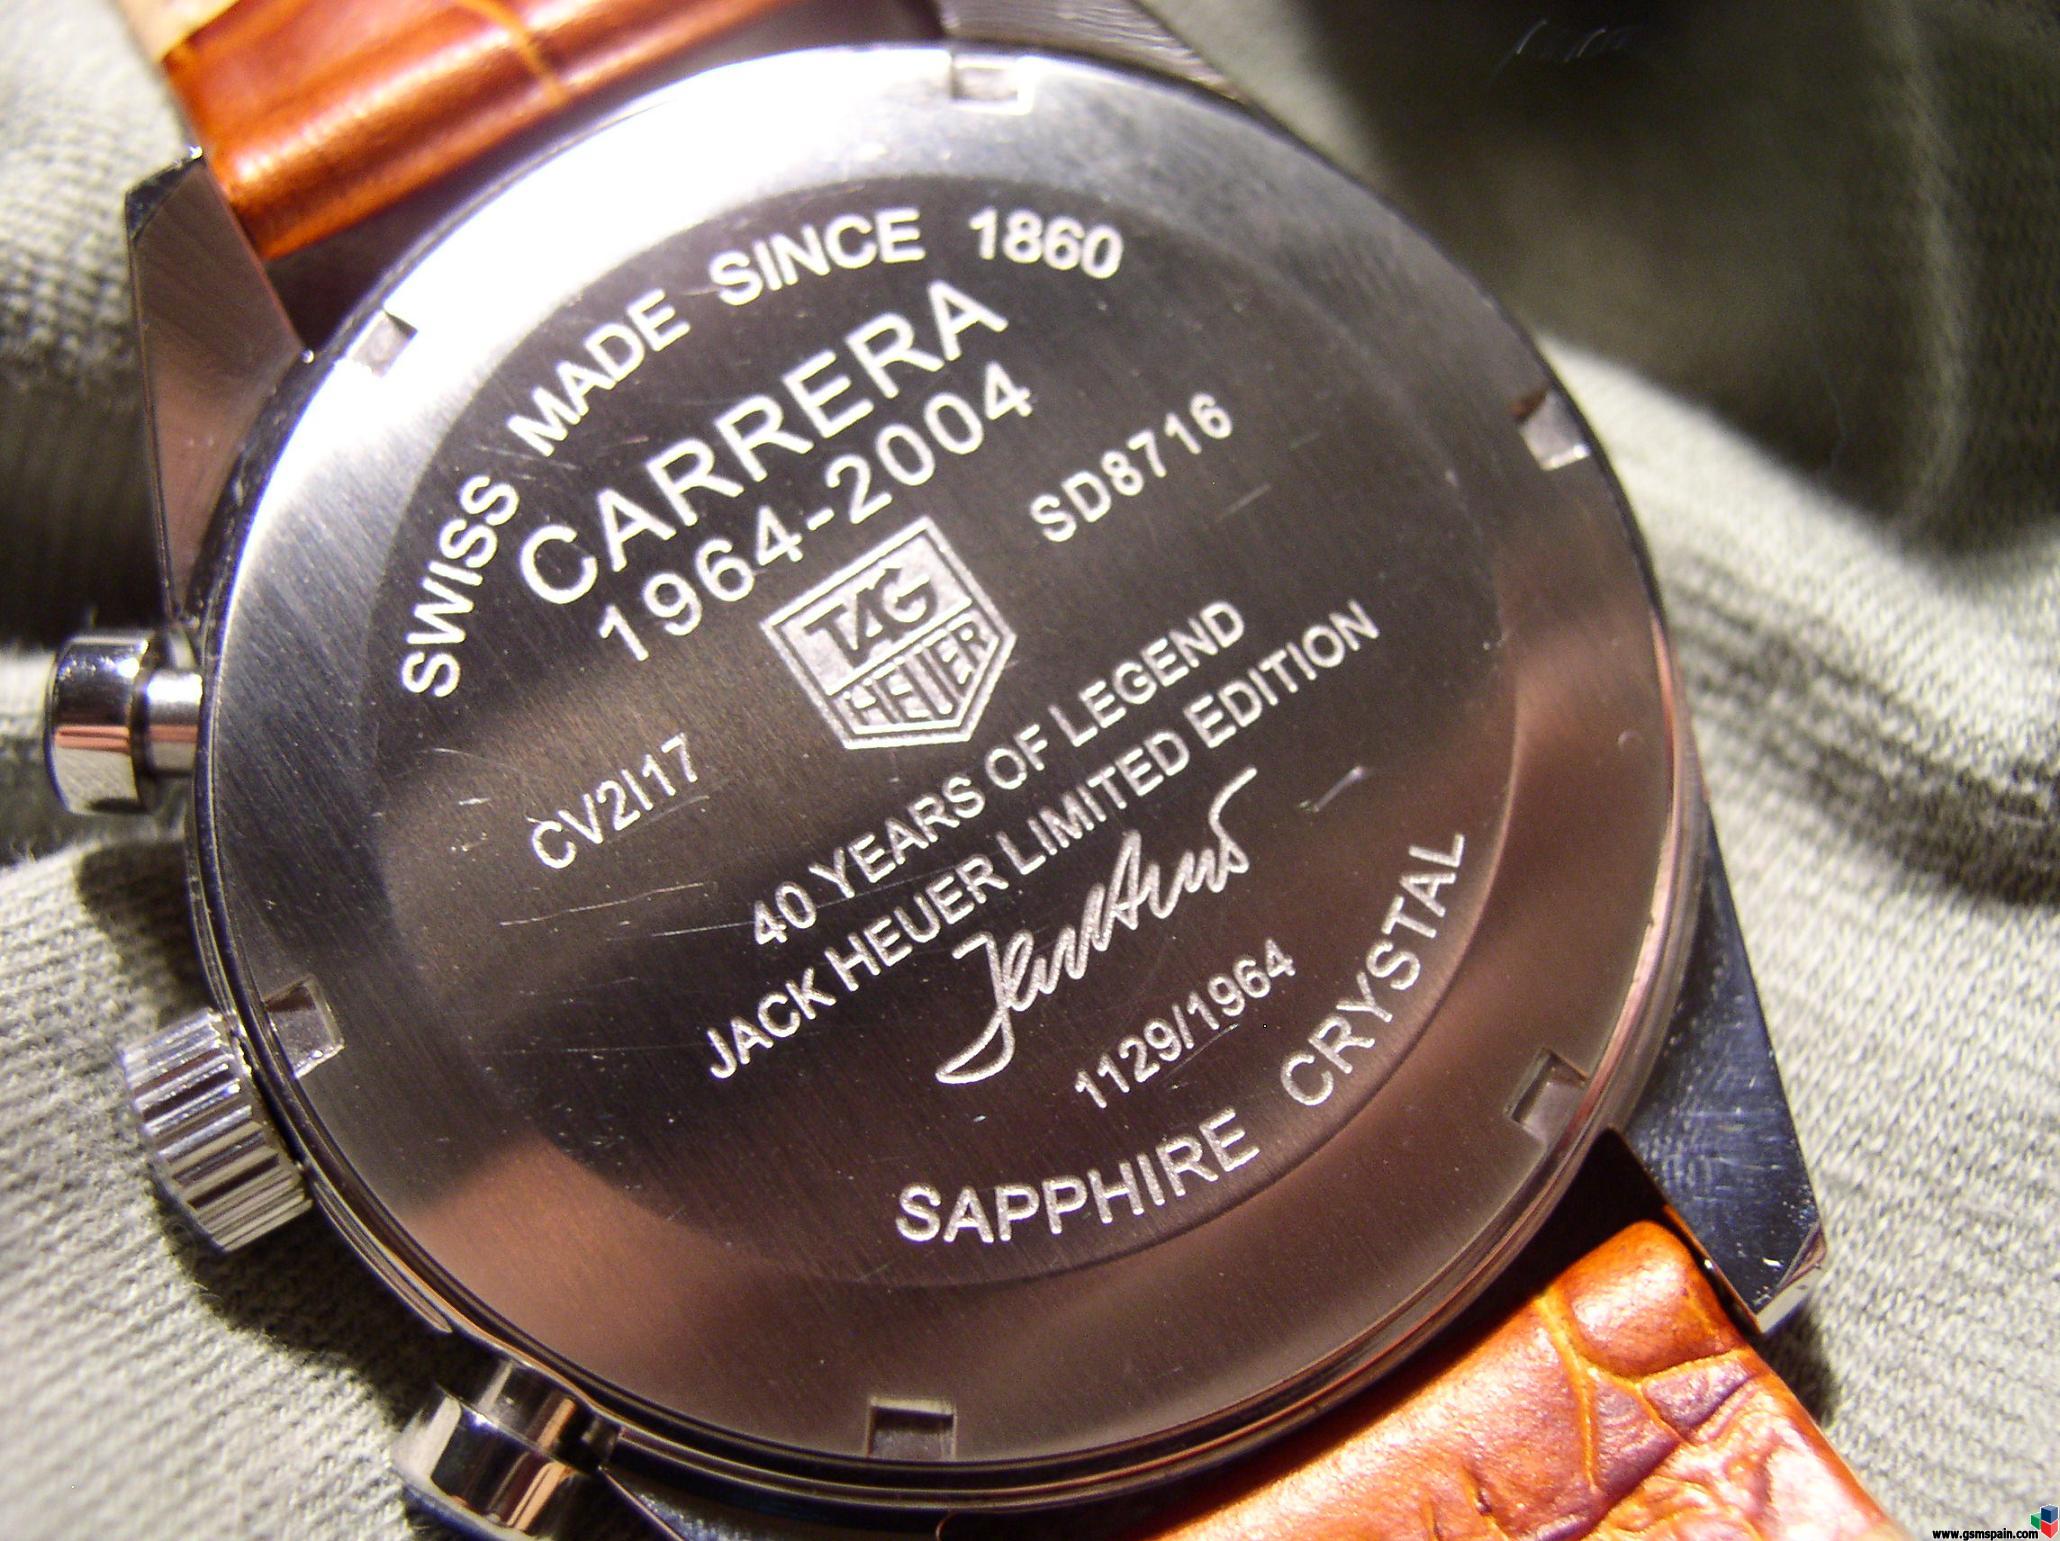 SWISS MADE SINCE 1860
CARRERA
1964-2004
SD8716
TAG
HEUER
CV2117
40 YEARS OF LEGEND
JACK HEUER LIMITED EDITION
1129/1964
SAPPHIRE CRYSTAL
www.gsmspain.com